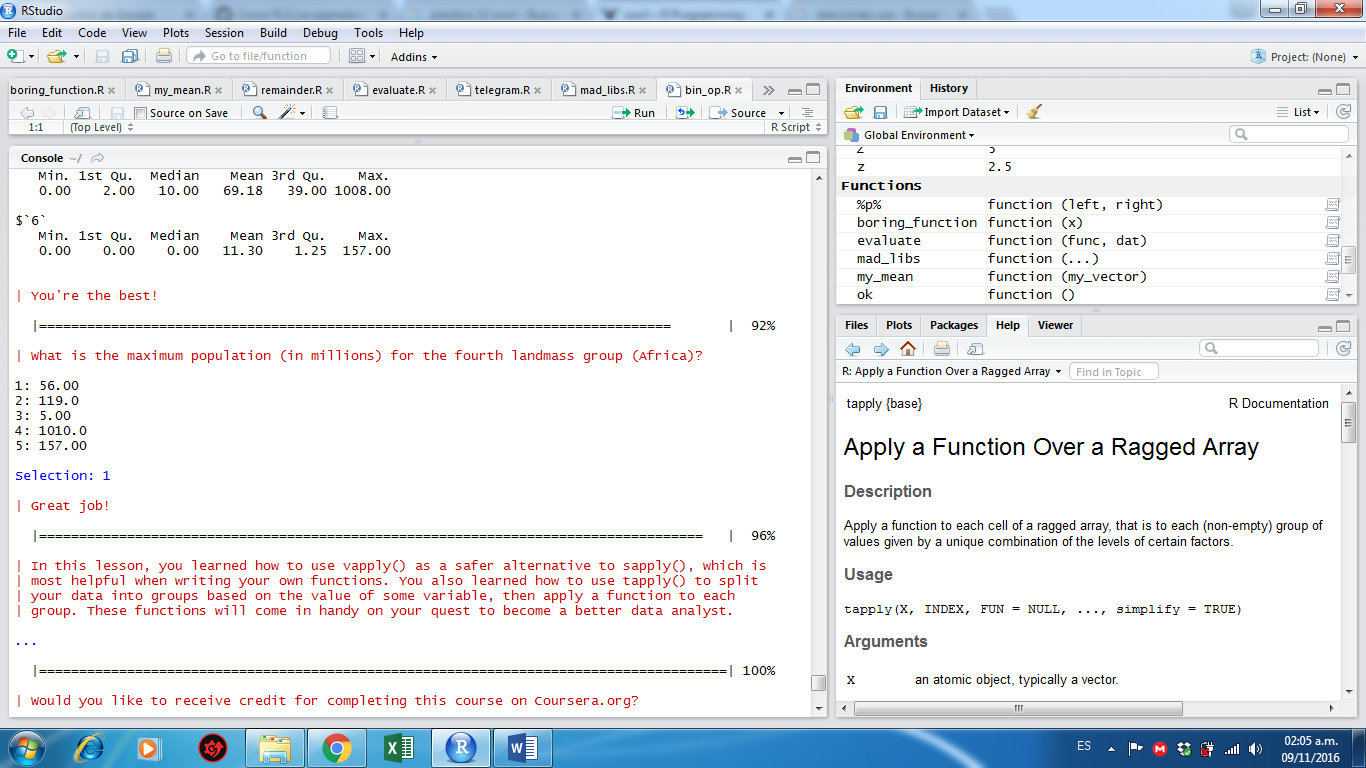 RStudio
File Edit Code View Plots Session Build Debug Tools Help
Go to file/function Addins Project: (None)
boring_function.R my_mean.R remainder.R evaluate.R telegram.R mad_libs.R bin_op.R
Source on Save Run Source
1:1 (Top Level) R Script
Console ~/
   Min. 1st Qu.  Median    Mean 3rd Qu.    Max.
   0.00    2.00   10.00   69.18   39.00 1008.00
$`6`
   Min. 1st Qu.  Median    Mean 3rd Qu.    Max.
   0.00    0.00    0.00   11.30    1.25  157.00
| You're the best!
|===============================================================================       |  92%
| What is the maximum population (in millions) for the fourth landmass group (Africa)?
1: 56.00
2: 119.0
3: 5.00
4: 1010.0
5: 157.00
Selection: 1
| Great job!
|===================================================================================   |  96%
| In this lesson, you learned how to use vapply() as a safer alternative to sapply(), which is
| most helpful when writing your own functions. You also learned how to use tapply() to split
| your data into groups based on the value of some variable, then apply a function to each
| group. These functions will come in handy on your quest to become a better data analyst.
...
|======================================================================================| 100%
| Would you like to receive credit for completing this course on Coursera.org?
Environment History
Import Dataset List
Global Environment
5
z 2.5
Functions
%p% function (left, right)
boring_function function (x)
evaluate function (func, dat)
mad_libs function (...)
my_mean function (my_vector)
ok function ()
Files Plots Packages Help Viewer
R: Apply a Function Over a Ragged Array Find in Topic
tapply {base} R Documentation
Apply a Function Over a Ragged Array
Description
Apply a function to each cell of a ragged array, that is to each (non-empty) group of
values given by a unique combination of the levels of certain factors.
Usage
tapply(X, INDEX, FUN = NULL, ..., simplify = TRUE)
Arguments
X an atomic object, typically a vector.
ES
02:05 a.m.
09/11/2016